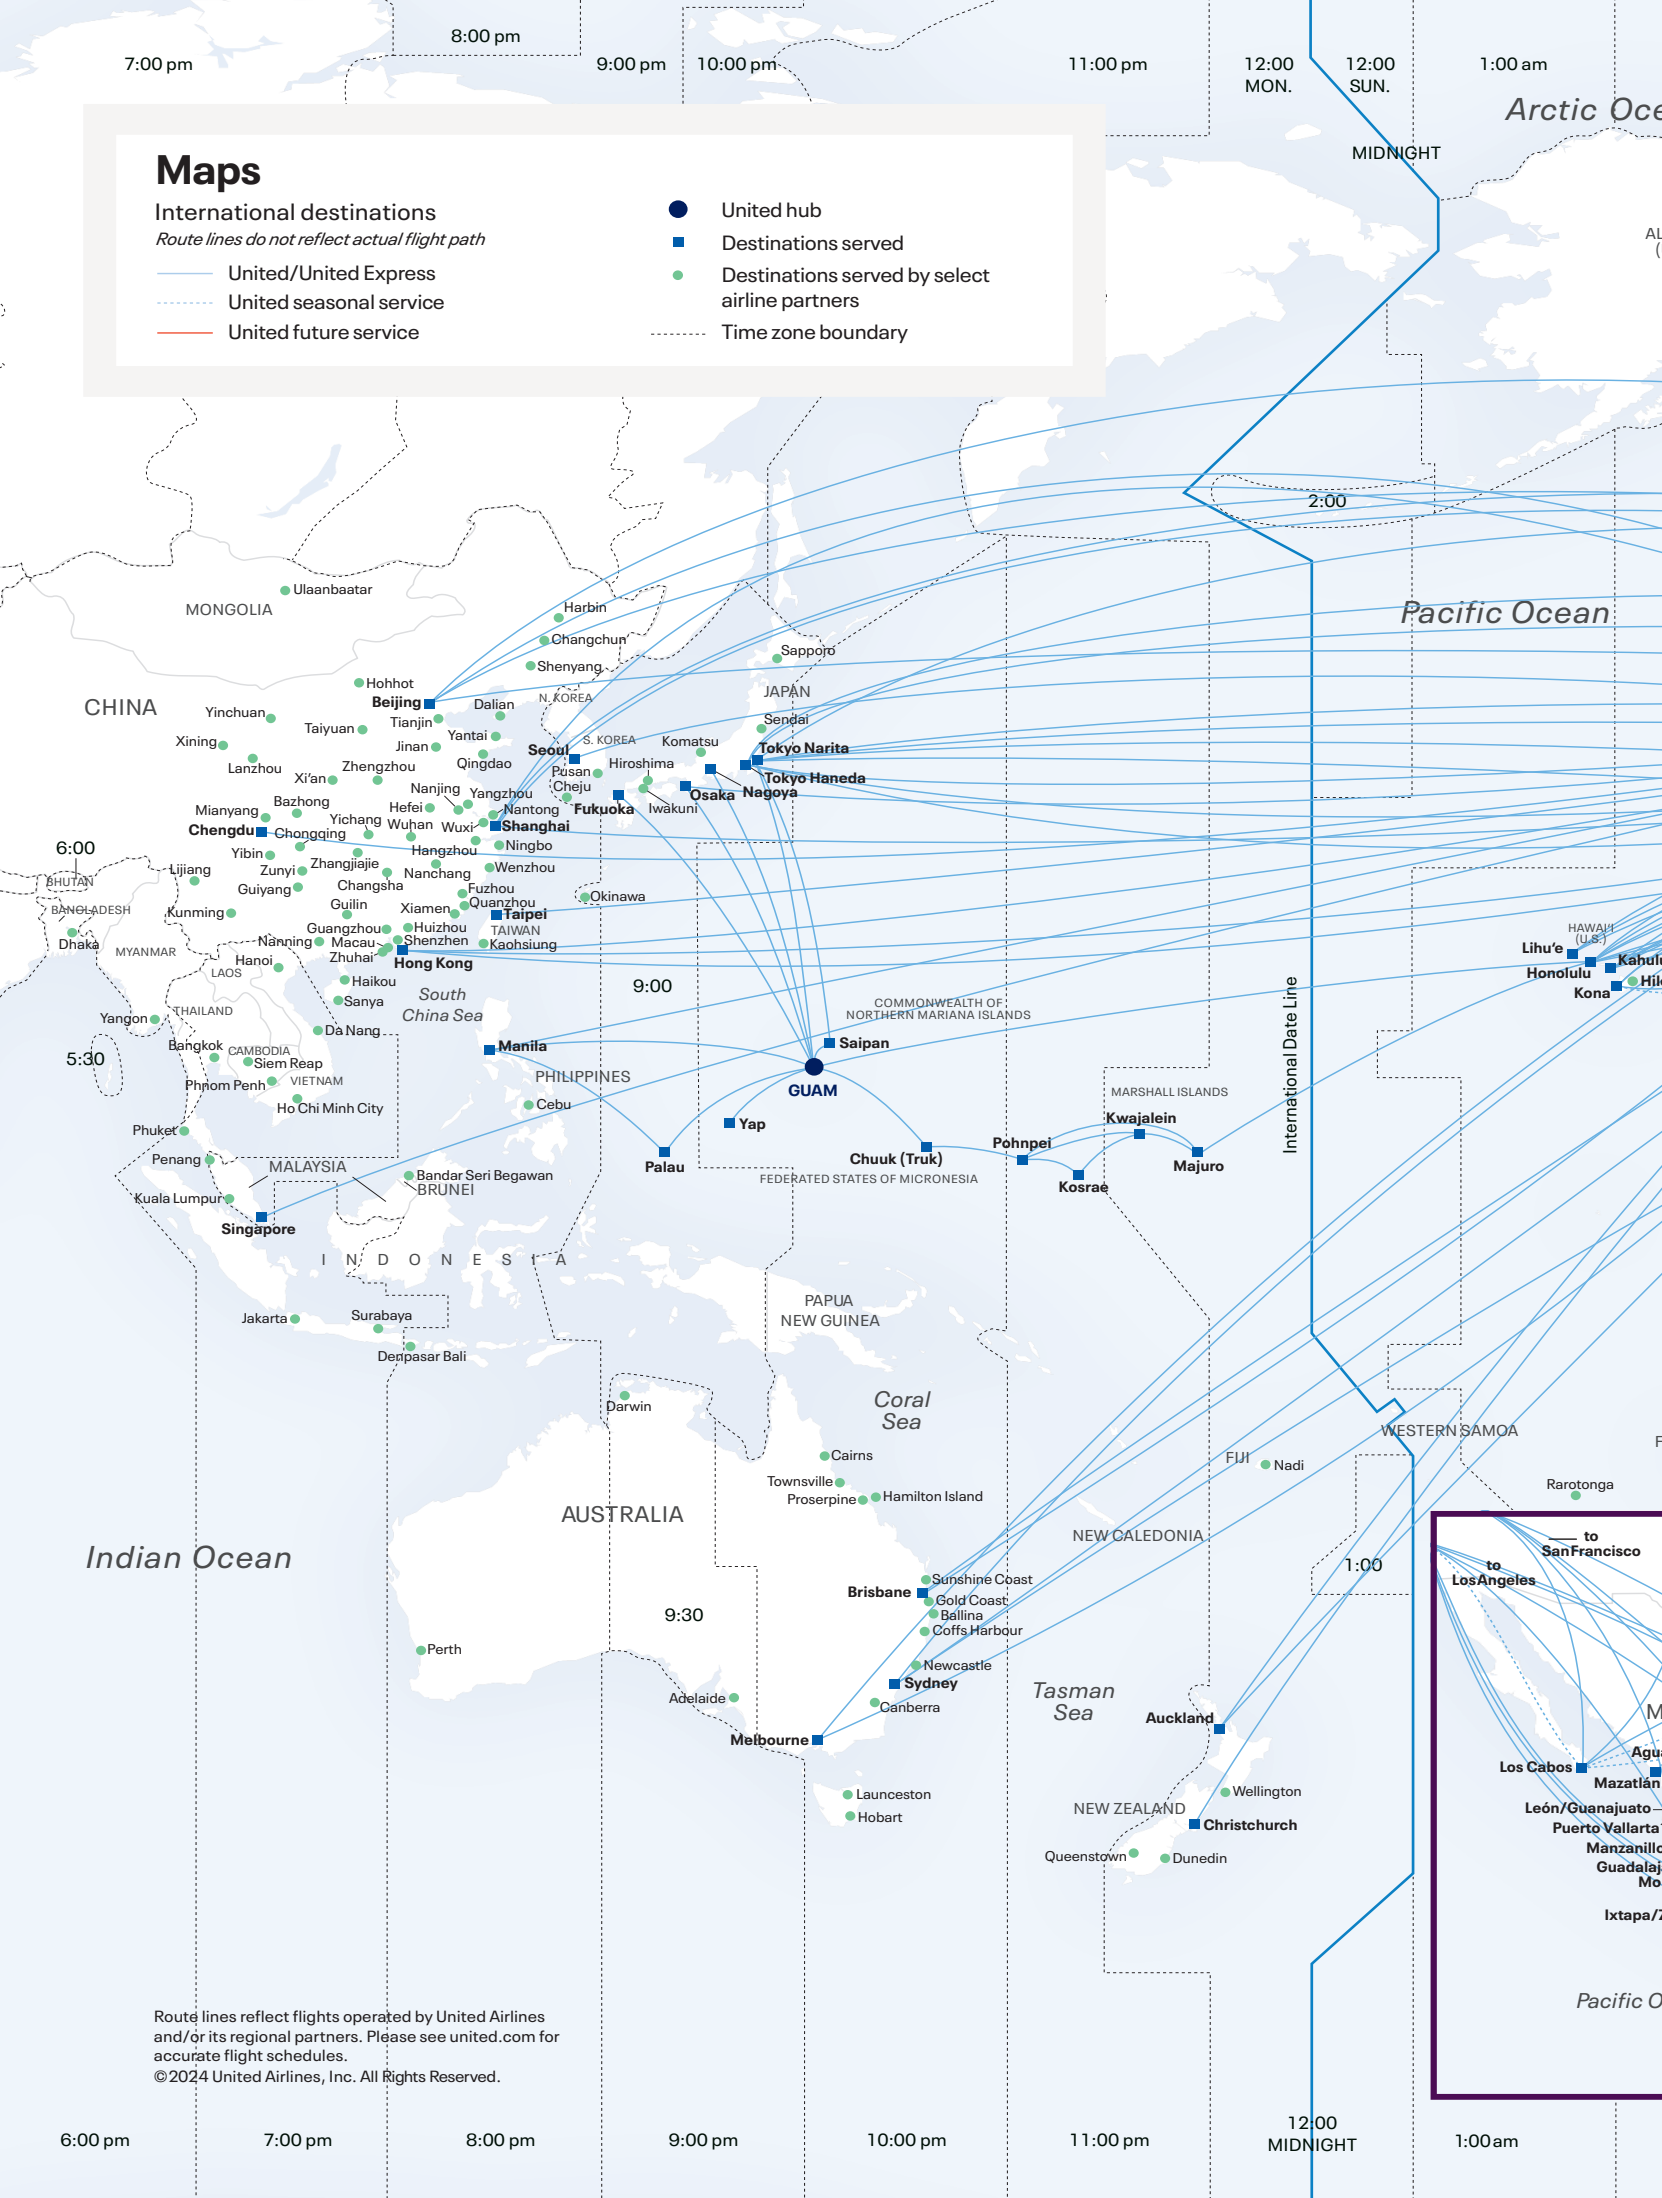 8:00 pm
7:00 pm
9:00 pm
10:00 pm
11:00 pm
12:00
MON.
12:00
SUN.
1:00 am
Arctic Oce
MIDNIGHT
Maps
International destinations
Route lines do not reflect actual flight path
United/United Express
United seasonal service
United future service
United hub
Destinations served
Destinations served by select
airline partners
Time zone boundary
AL
(
2:00
Pacific Ocean
Ulaanbaatar
MONGOLIA
Harbin
Changchun
Shenyang
Sapporo
Hohhot
N. KOREA
JAPAN
CHINA
Beijing
Dalian
Yinchuan
Tianjin
Sendai
Taiyuan
Yantai
Xining
Jinan
Seoul
S. KOREA
Komatsu
Tokyo Narita
Lanzhou
Zhengzhou
Qingdao
Pusan
Hiroshima
Tokyo Haneda
Xi'an
Cheju
Nanjing
Yangzhou
Osaka
Nagoya
Bazhong
Hefei
Nantong
Fukuoka
Iwakuni
Mianyang
Yichang
Wuhan
Wuxi
Shanghai
Chengdu
Chongqing
Ningbo
6:00
Yibin
Zhangjiajie
Hangzhou
Lijiang
Zunyi
Nanchang
Wenzhou
BHUTAN
Guiyang
Changsha
Fuzhou
Okinawa
BANGLADESH
Kunming
Guilin
Xiamen
Quanzhou
Taipei
Guangzhou
Huizhou
TAIWAN
HAWAI'I
(U.S.)
Dhaka
Nanning
Macau
Shenzhen
Kaohsiung
Lihu'e
MYANMAR
Hanoi
Zhuhai
Hong Kong
Kahulu
LAOS
Honolulu
Haikou
9:00
Hilo
South
China Sea
Kona
Sanya
COMMONWEALTH OF
NORTHERN MARIANA ISLANDS
THAILAND
Yangon
Da Nang
Bangkok
CAMBODIA
Manila
Saipan
5:30
Siem Reap
International Date Line
Phnom Penh
VIETNAM
PHILIPPINES
GUAM
MARSHALL ISLANDS
Ho Chi Minh City
Cebu
Yap
Kwajalein
Phuket
Pohnpei
Penang
MALAYSIA
Palau
Chuuk (Truk)
Majuro
Bandar Seri Begawan
FEDERATED STATES OF MICRONESIA
Kosrae
BRUNEI
Kuala Lumpur
Singapore
INDONESIA
PAPUA
NEW GUINEA
Jakarta
Surabaya
Denpasar Bali
Coral
Sea
Darwin
WESTERN SAMOA
F
Cairns
FIJI
Nadi
Townsville
Rarotonga
Proserpine
Hamilton Island
AUSTRALIA
NEW CALEDONIA
to
SanFrancisco
Indian Ocean
1:00
to
LosAngeles
Sunshine Coast
Brisbane
Gold Coast
9:30
Ballina
Coffs Harbour
Perth
Newcastle
Sydney
Tasman
Sea
Adelaide
Canberra
Auckland
M
Melbourne
Agu
Los Cabos
Mazatlán
Launceston
Wellington
Hobart
NEW ZEALAND
León/Guanajuato
Christchurch
Puerto Vallarta
Manzanillo
Queenstown
Dunedin
Guadalaj
Mo
Ixtapa/Z
Pacific O
Route lines reflect flights operated by United Airlines
and/or its regional partners. Please see united.com for
accurate flight schedules.
©2024 United Airlines, Inc. All Rights Reserved.
6:00 pm
7:00 pm
8:00 pm
9:00 pm
10:00 pm
11:00 pm
12:00
MIDNIGHT
1:00am